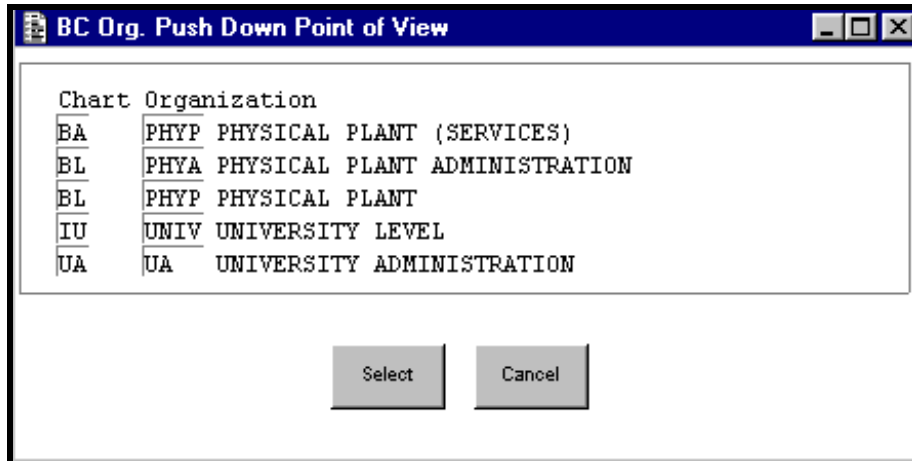 BC Org. Push Down Point of View
Chart Organization
BA PHYP PHYSICAL PLANT (SERVICES)
BL PHYA PHYSICAL PLANT ADMINISTRATION
BL PHYP PHYSICAL PLANT
IU UNIV UNIVERSITY LEVEL
UA UA UNIVERSITY ADMINISTRATION
Select Cancel